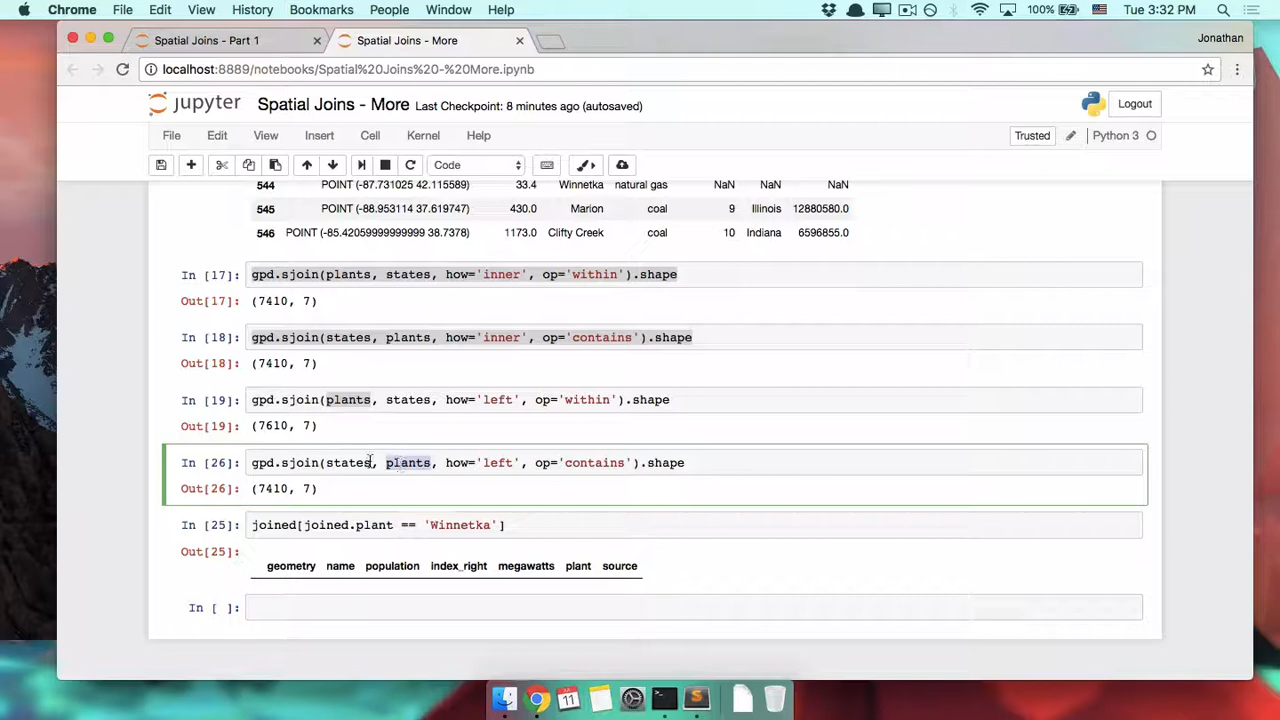 Chrome File Edit View History Bookmarks People Window Help 100% Tue 3:32 PM
Spatial Joins - Part 1 Spatial Joins - More Jonathan
localhost:8889/notebooks/Spatial%20Joins%20-%20More.ipynb
jupyter Spatial Joins - More Last Checkpoint: 8 minutes ago (autosaved) Logout
File Edit View Insert Cell Kernel Help Trusted Python 3
Code
544 POINT (-87.731025 42.115589) 33.4 Winnetka natural gas NaN NaN NaN
545 POINT (-88.953114 37.619747) 430.0 Marion coal 9 Illinois 12880580.0
546 POINT (-85.42059999999999 38.7378) 1173.0 Clifty Creek coal 10 Indiana 6596855.0
In [17]: gpd.sjoin(plants, states, how='inner', op='within').shape
Out[17]: (7410, 7)
In [18]: gpd.sjoin(states, plants, how='inner', op='contains').shape
Out[18]: (7410, 7)
In [19]: gpd.sjoin(plants, states, how='left', op='within').shape
Out[19]: (7610, 7)
In [26]: gpd.sjoin(states, plants, how='left', op='contains').shape
Out[26]: (7410, 7)
In [25]: joined[joined.plant == 'Winnetka']
Out[25]:
geometry name population index_right megawatts plant source
In [ ]: